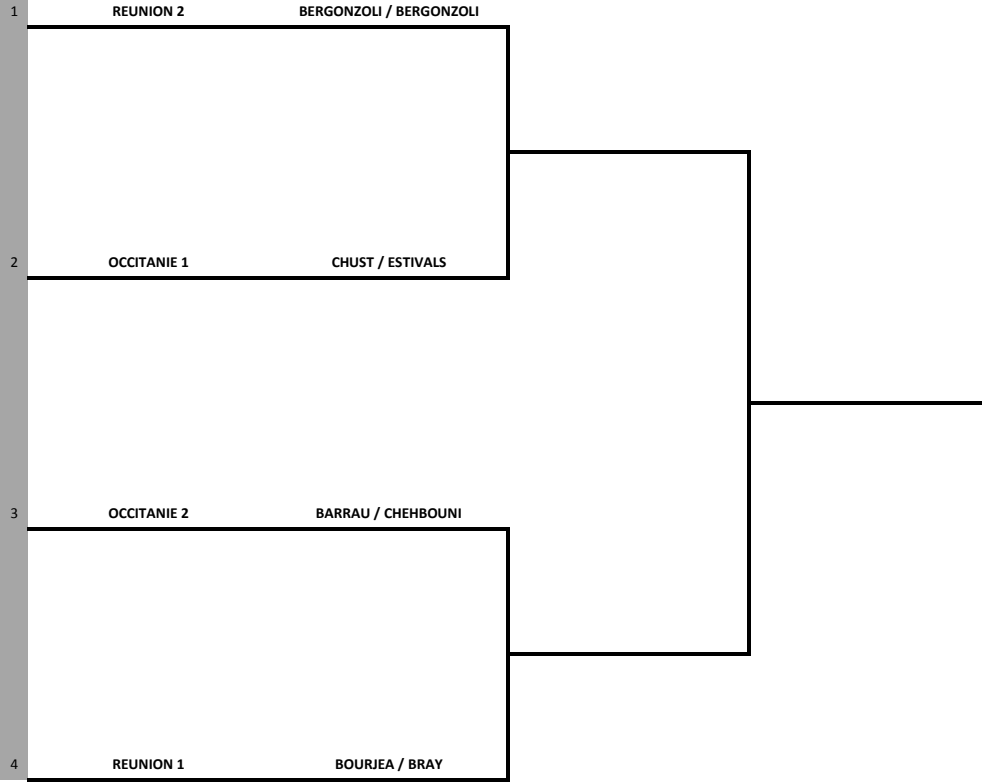 1 REUNION 2 BERGONZOLI / BERGONZOLI
2 OCCITANIE 1 CHUST / ESTIVALS
3 OCCITANIE 2 BARRAU / CHEHBOUNI
4 REUNION 1 BOURJEA / BRAY